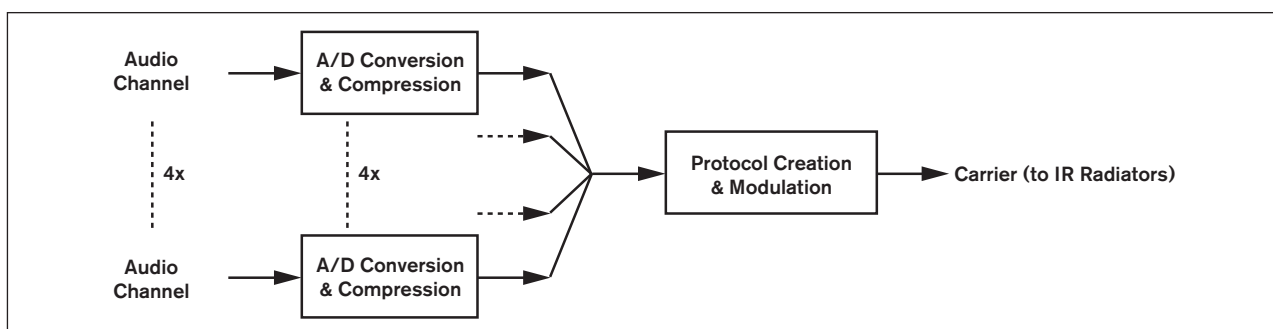 Audio
Channel
A/D Conversion
& Compression
4x
4x
Protocol Creation
& Modulation
Carrier (to IR Radiators)
Audio
Channel
A/D Conversion
& Compression